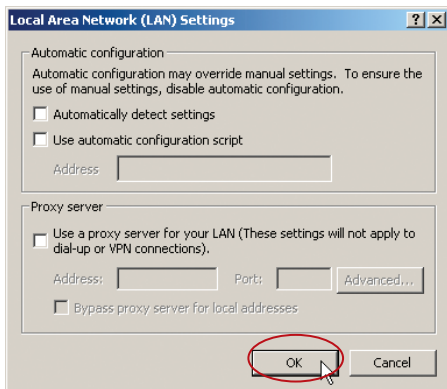 Local Area Network (LAN) Settings
Automatic configuration
Automatic configuration may override manual settings. To ensure the
use of manual settings, disable automatic configuration.
Automatically detect settings
Use automatic configuration script
Address
Proxy server
Use a proxy server for your LAN (These settings will not apply to
dial-up or VPN connections).
Address: Port: Advanced...
Bypass proxy server for local addresses
OK Cancel